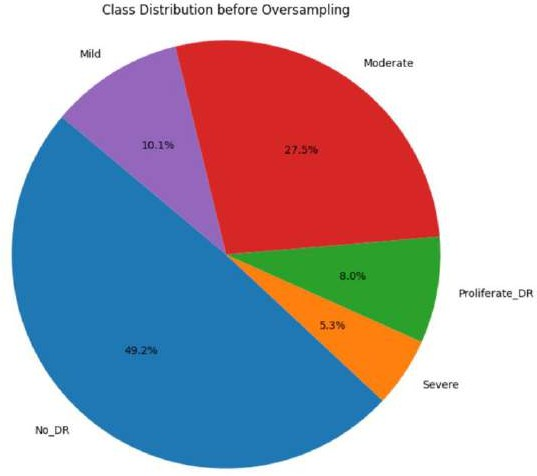 Class Distribution before Oversampling
Mild
Moderate
10.1%
27.5%
8.0%
Proliferate_DR
5.3%
49.2%
Severe
No_DR